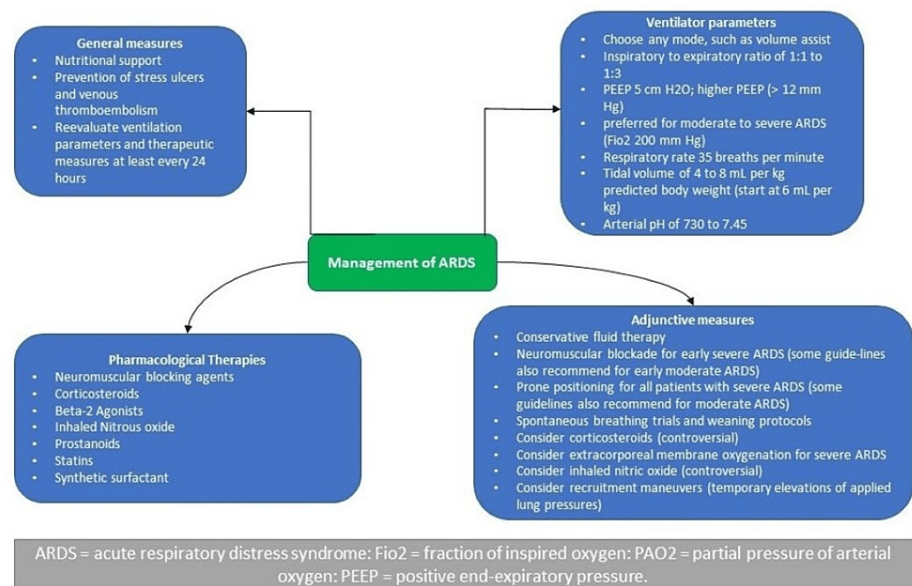 General measures
• Nutritional support
• Prevention of stress ulcers
and venous
thromboembolism
• Reevaluate ventilation
parameters and therapeutic
measures at least every 24
hours
Ventilator parameters
• Choose any mode, such as volume assist
• Inspiratory to expiratory ratio of 1:1 to
1:3
• PEEP 5 cm H2O; higher PEEP (> 12 mm
Hg)
• preferred for moderate to severe ARDS
(Fio2 200 mm Hg)
• Respiratory rate 35 breaths per minute
• Tidal volume of 4 to 8 mL per kg
predicted body weight (start at 6 mL per
kg)
• Arterial pH of 730 to 7.45
Management of ARDS
Pharmacological Therapies
• Neuromuscular blocking agents
• Corticosteroids
• Beta-2 Agonists
• Inhaled Nitrous oxide
• Prostanoids
• Statins
• Synthetic surfactant
Adjunctive measures
• Conservative fluid therapy
• Neuromuscular blockade for early severe ARDS (some guide-lines
also recommend for early moderate ARDS)
• Prone positioning for all patients with severe ARDS (some
guidelines also recommend for moderate ARDS)
• Spontaneous breathing trials and weaning protocols
• Consider corticosteroids (controversial)
• Consider extracorporeal membrane oxygenation for severe ARDS
• Consider inhaled nitric oxide (controversial)
• Consider recruitment maneuvers (temporary elevations of applied
lung pressures)
ARDS = acute respiratory distress syndrome: Fio2 = fraction of inspired oxygen: PAO2 = partial pressure of arterial
oxygen: PEEP = positive end-expiratory pressure.